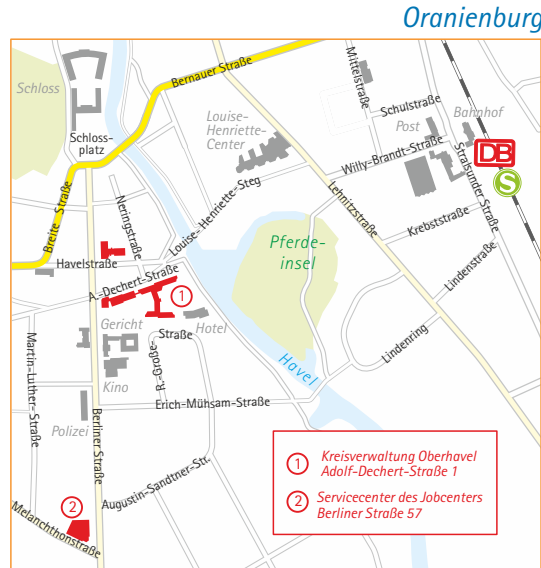 Oranienburg
Bernauer Straße
Mittelstraße
Schloss
Schulstraße
Bahnhof
Louise-
Henriette-
Center
Post
Schloss-
platz
Willy-Brandt-Straße
DB
S
Stralsunder Straße
Neringstraße
Louise-Henriette-Steg
Lehnitzstraße
Breite Straße
Krebststraße
Pferde-
insel
Havelstraße
Lindenstraße
A.-Dechert-Straße
1
Gericht
Hotel
Straße
R.-Große-
Lindenring
Havel
Martin-Luther-Straße
Kino
Erich-Mühsam-Straße
Polizei
Berliner Straße
Augustin-Sandtner-Str.
2
Melanchthonstraße
1 Kreisverwaltung Oberhavel
Adolf-Dechert-Straße 1
2 Servicecenter des Jobcenters
Berliner Straße 57